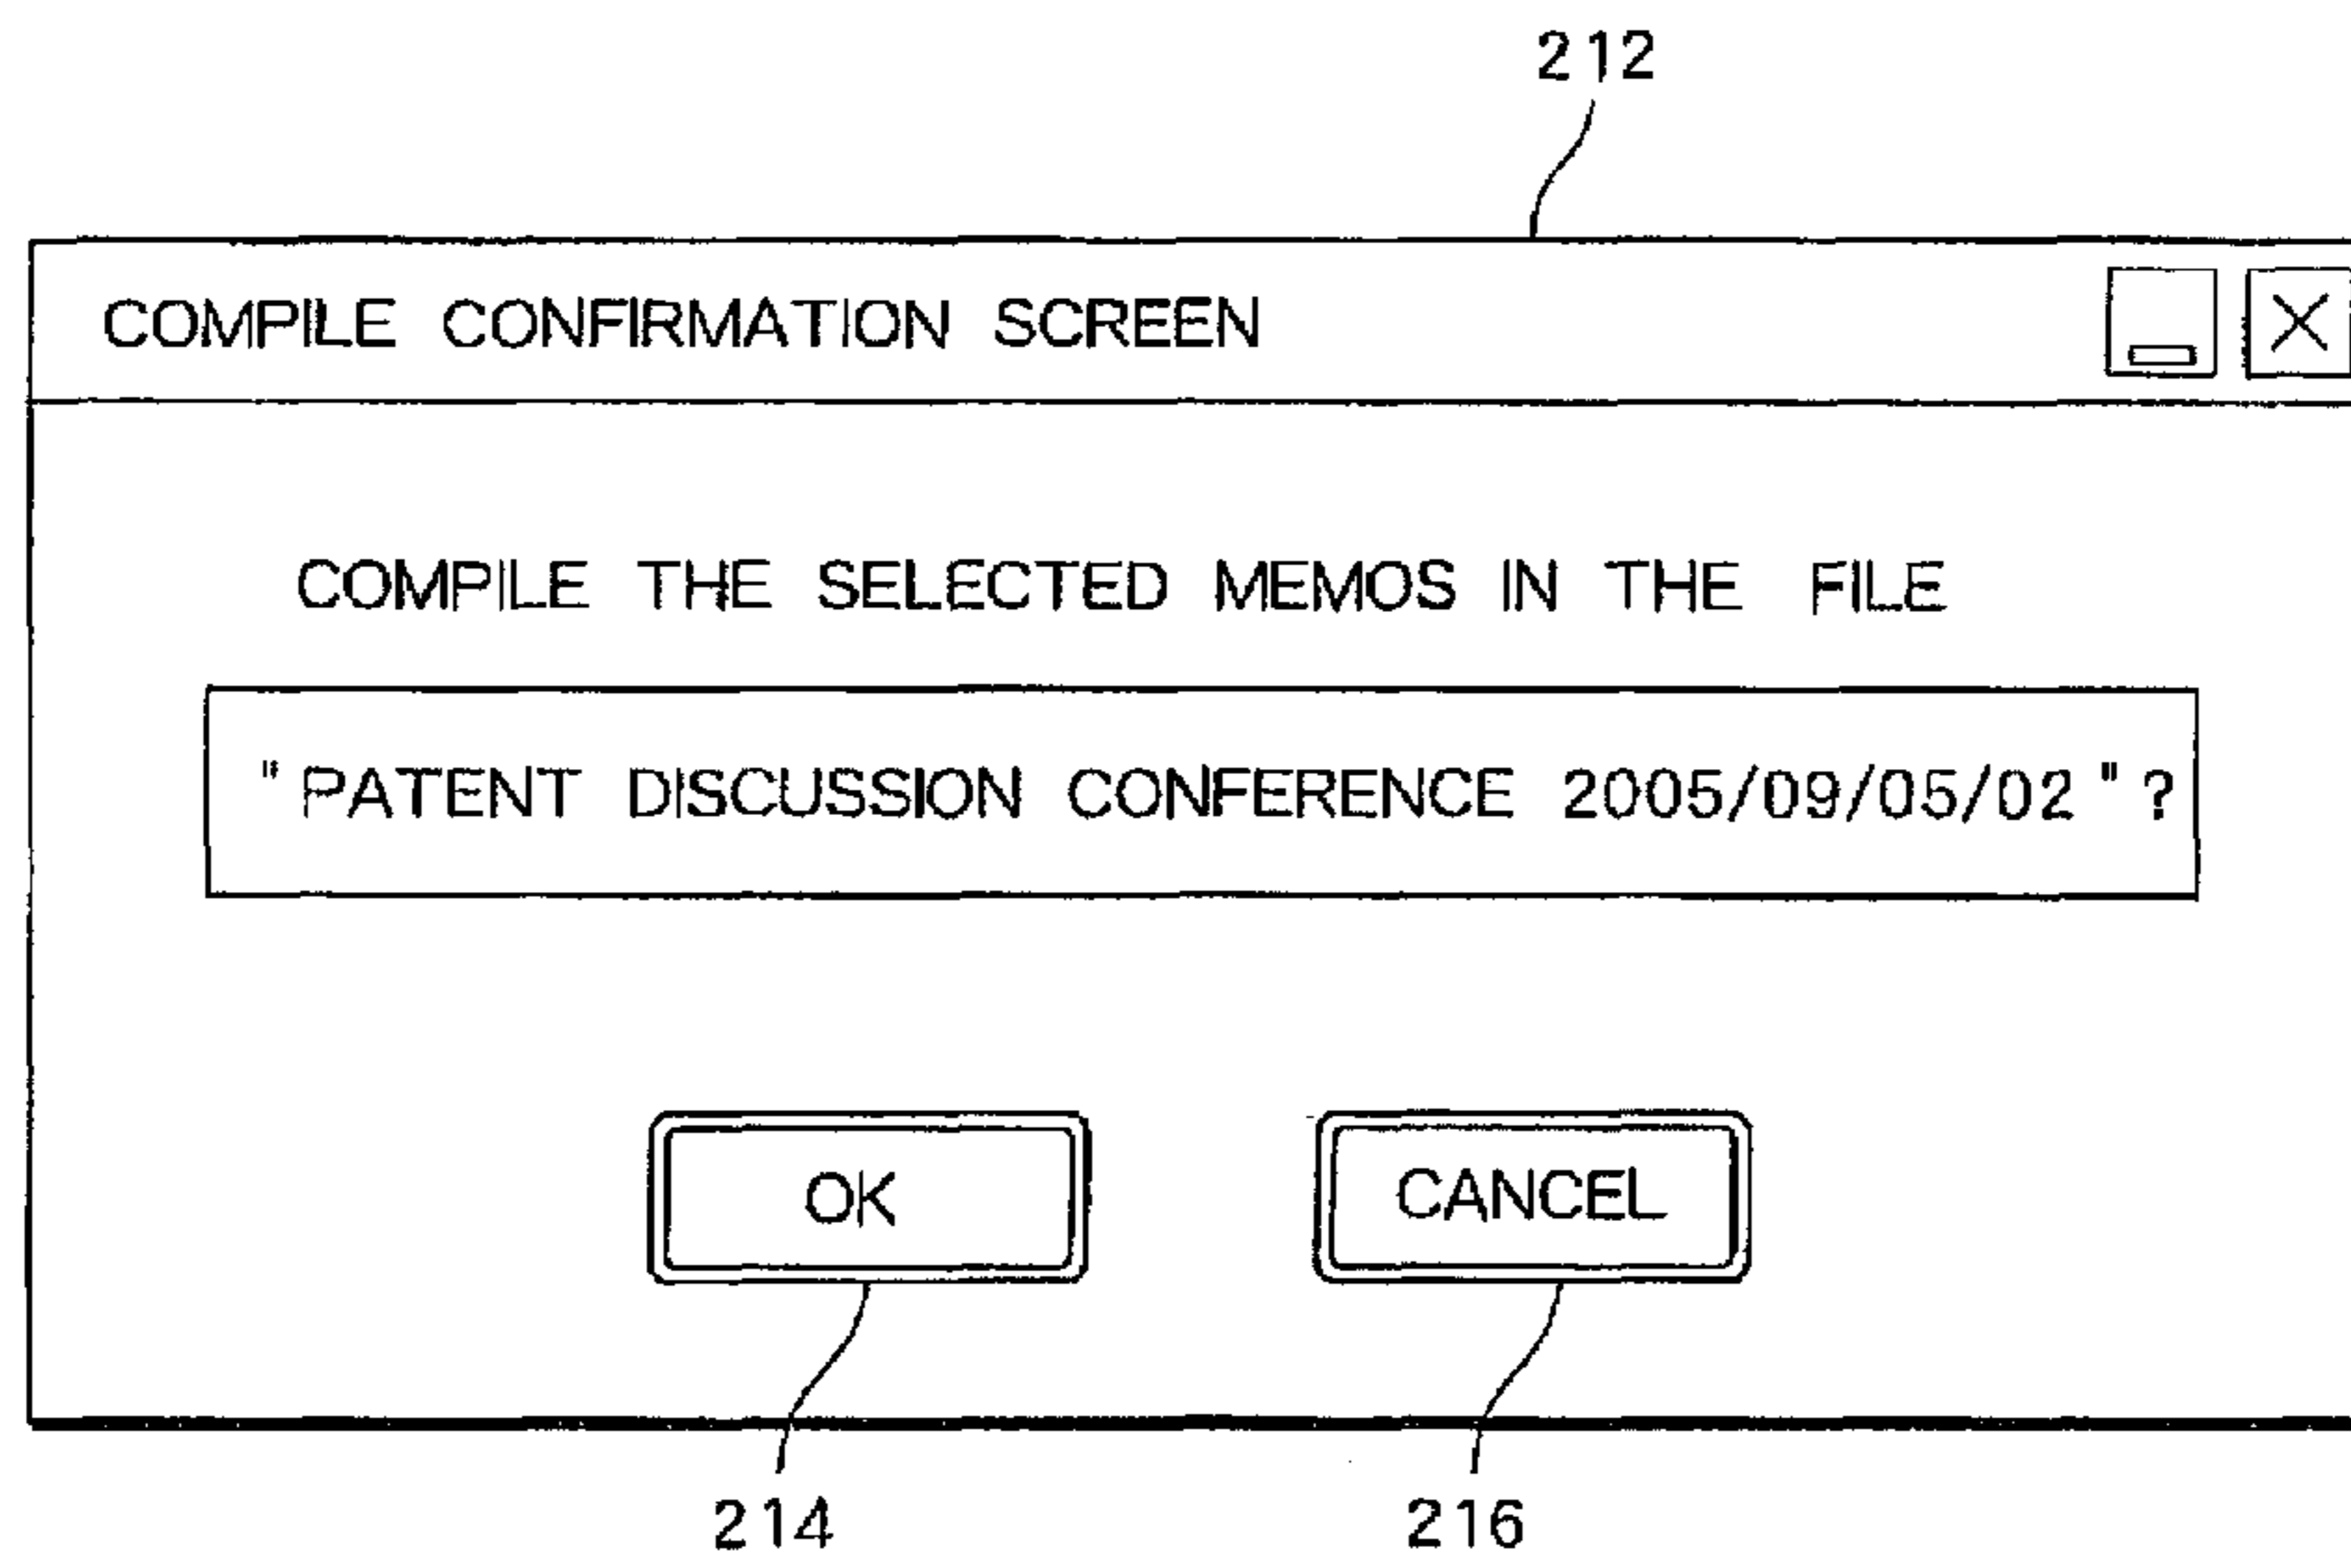 212
COMPILE CONFIRMATION SCREEN
COMPILE THE SELECTED MEMOS IN THE FILE
"PATENT DISCUSSION CONFERENCE 2005/09/05/02"?
OK CANCEL
214 216